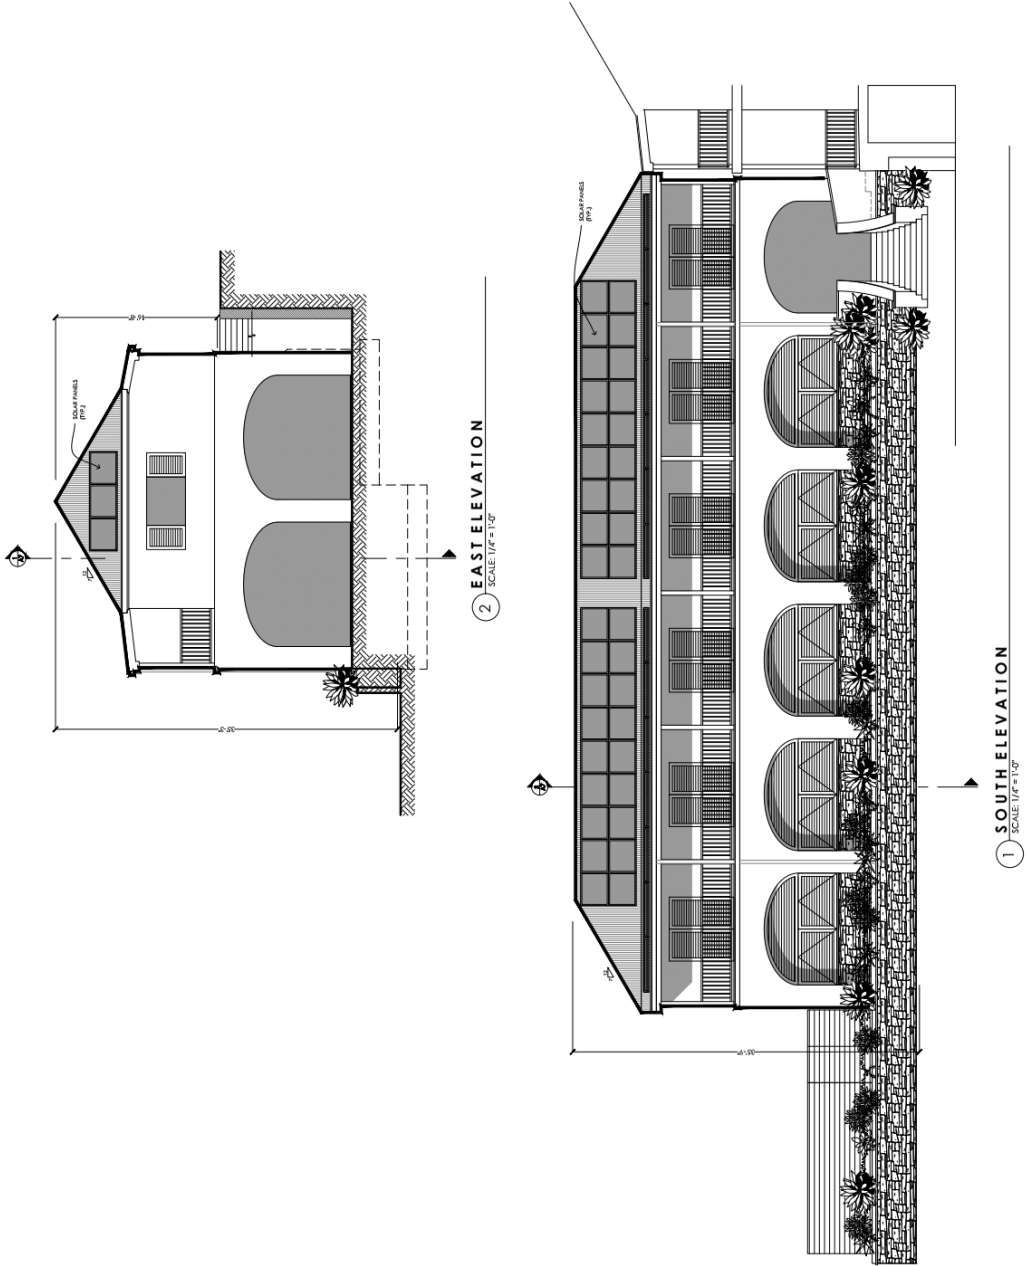 SOLAR PANELS
(TYP.)
2
EAST ELEVATION
SCALE: 1/4" = 1'-0"
SOLAR PANELS
(TYP.)
1
SOUTH ELEVATION
SCALE: 1/4" = 1'-0"